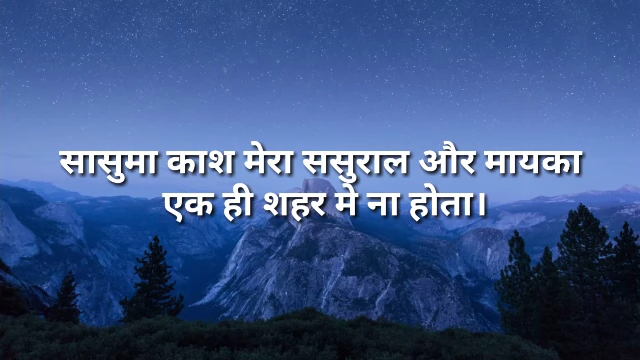 सासुमा काश मेरा ससुराल और मायका
एक ही शहर मे ना होता।